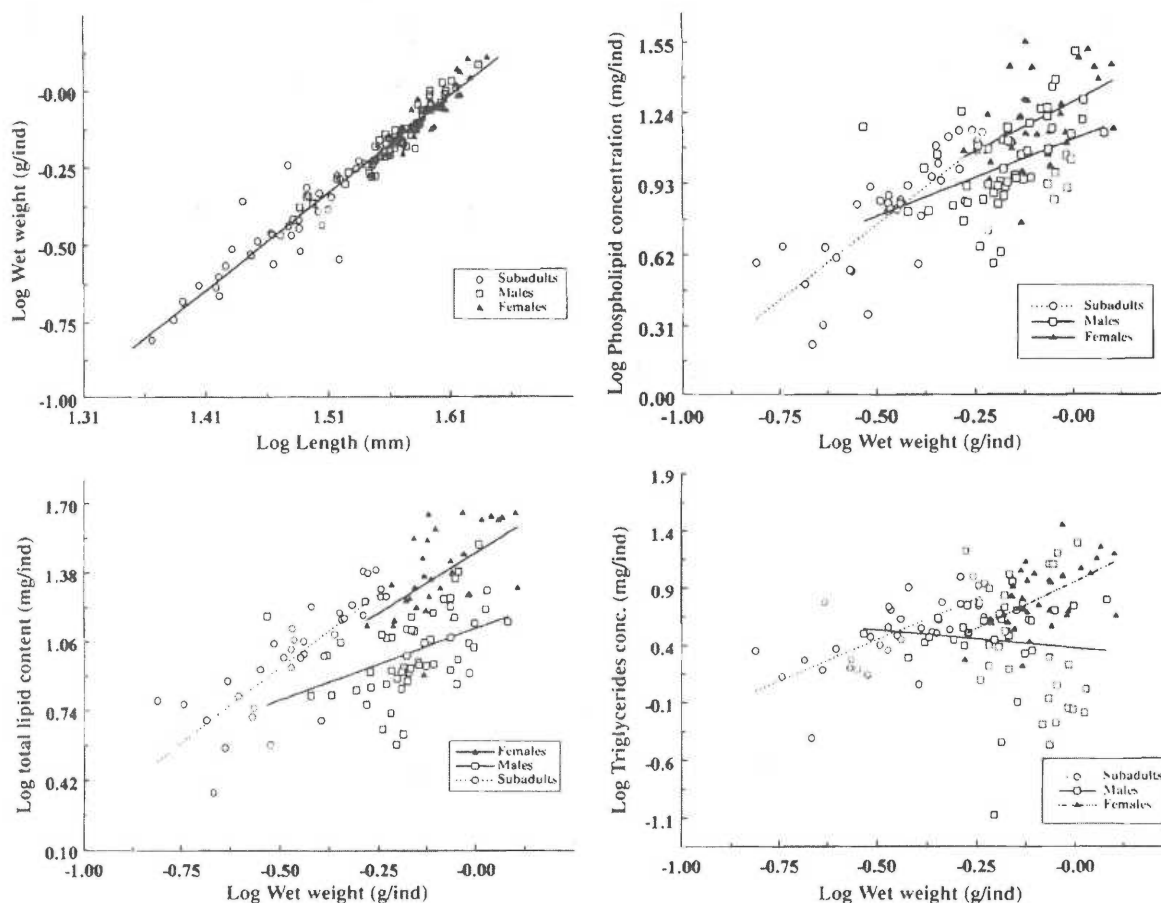 Log Wet weight (g/ind)
-0.00
-0.25
-0.50
-0.75
-1.00
1.31 1.41 1.51 1.61
Log Length (mm)
Subadults
Males
Females
Log Phospholipid concentration (mg/ind)
1.55
1.24
0.93
0.62
0.31
0.00
-1.00 -0.75 -0.50 -0.25 -0.00
Log Wet weight (g/ind)
Subadults
Males
Females
Log total lipid content (mg/ind)
1.70
1.38
1.06
0.74
0.42
0.10
-1.00 -0.75 -0.50 -0.25 -0.00
Log Wet weight (g/ind)
Females
Males
Subadults
Log Triglycerides conc. (mg/ind)
1.9
1.4
0.9
0.4
-0.1
-0.6
-1.1
-1.00 -0.75 -0.50 -0.25 -0.00
Log Wet weight (g/ind)
Subadults
Males
Females